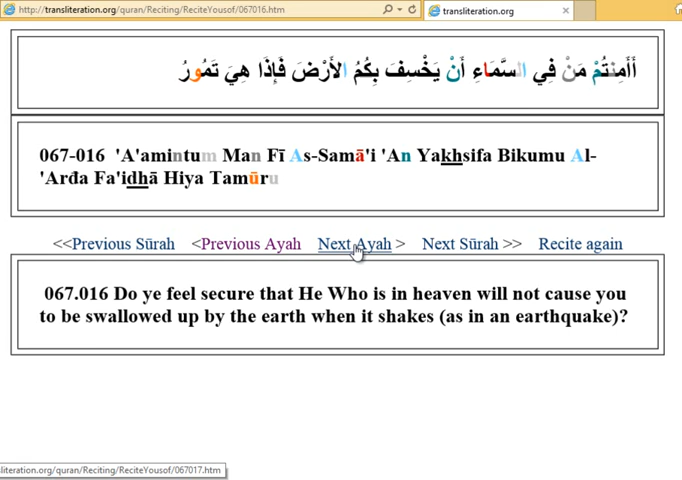 http://transliteration.org/quran/Reciting/ReciteYousof/067016.htm
transliteration.org
أَأَمِنْتُمْ مَنْ فِي السَّمَاءِ أَنْ يَخْسِفَ بِكُمُ الأَرْضَ فَإِذَا هِيَ تَمُورُ
067-016 'A'amintum Man Fī As-Samā'i 'An Yakhsifa Bikumu Al-
'Arđa Fa'idhā Hiya Tamūru
<<Previous Sūrah <Previous Ayah Next Ayah > Next Sūrah >> Recite again
067.016 Do ye feel secure that He Who is in heaven will not cause you
to be swallowed up by the earth when it shakes (as in an earthquake)?
sliteration.org/quran/Reciting/ReciteYousof/067017.htm